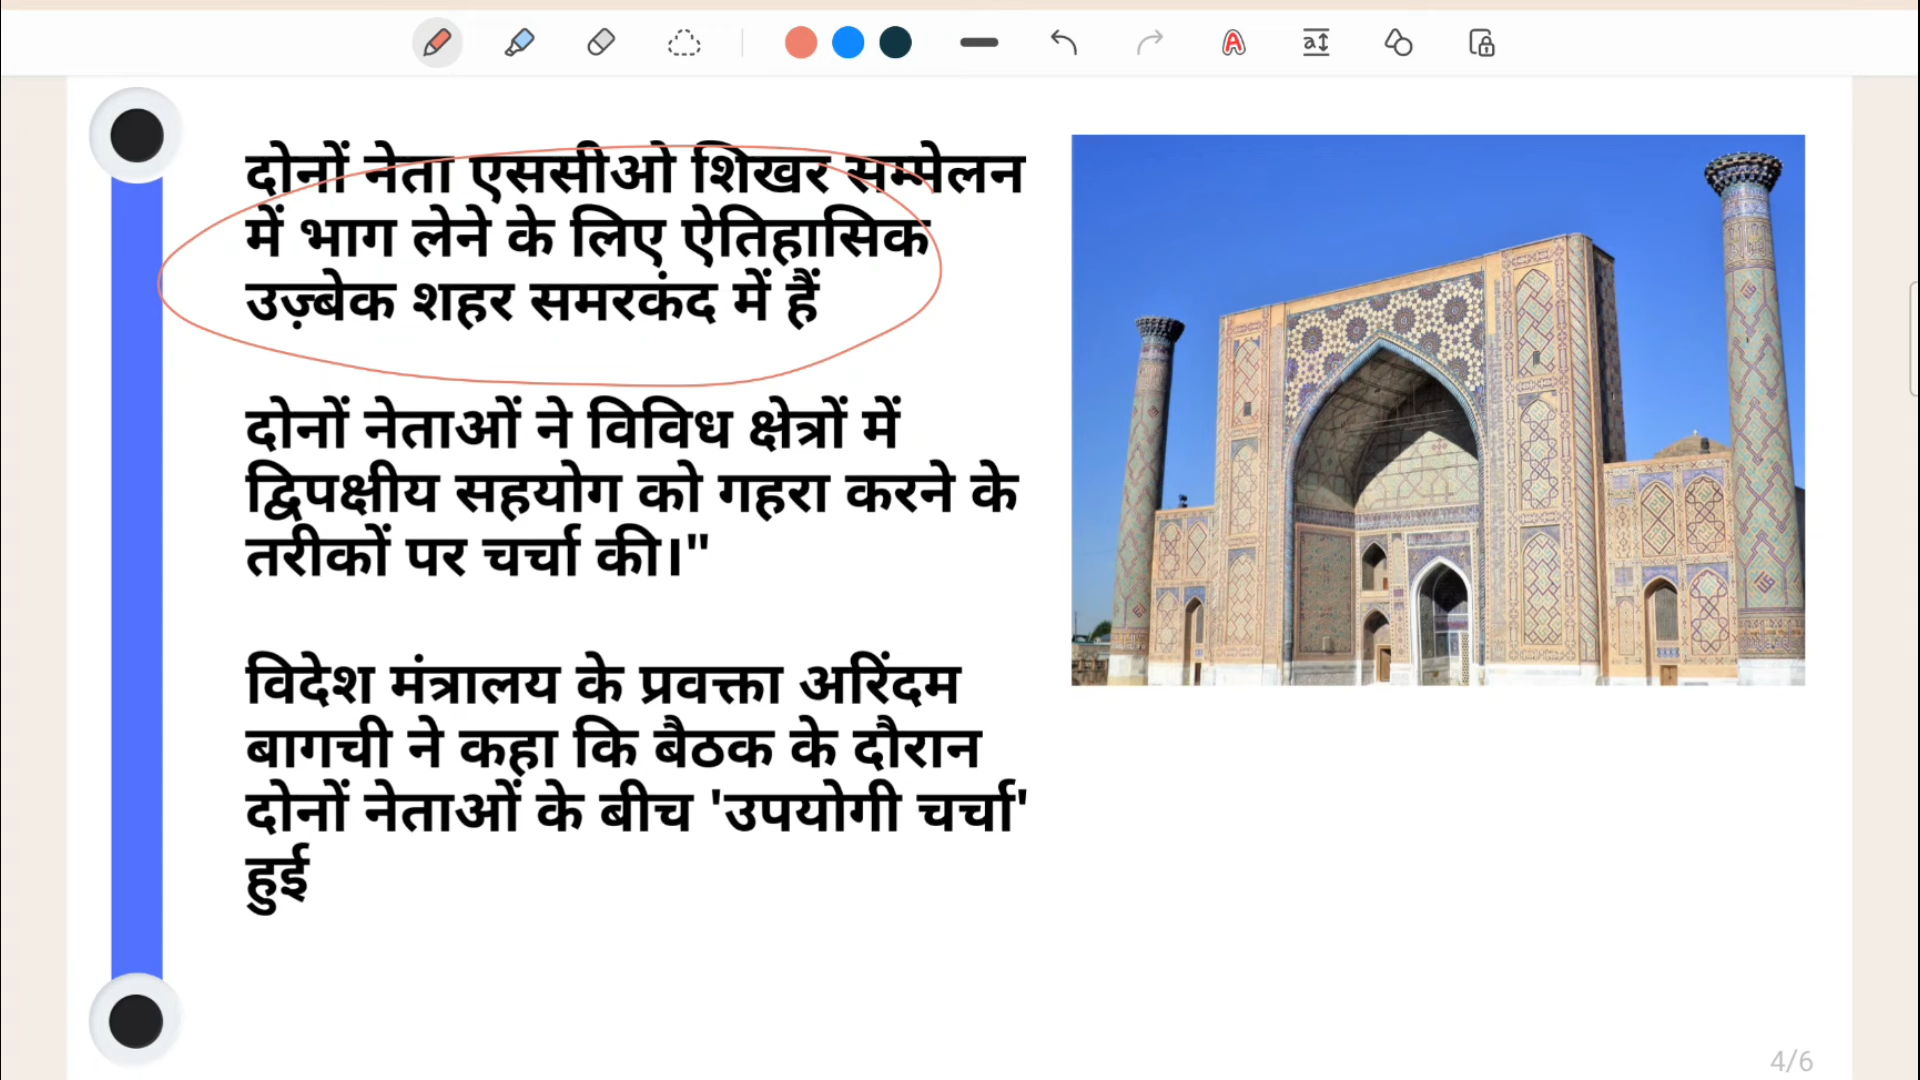 दोनों नेता एससीओ शिखर सम्मेलन
में भाग लेने के लिए ऐतिहासिक
उज़्बेक शहर समरकंद में हैं
दोनों नेताओं ने विविध क्षेत्रों में
द्विपक्षीय सहयोग को गहरा करने के
तरीकों पर चर्चा की।"
विदेश मंत्रालय के प्रवक्ता अरिंदम
बागची ने कहा कि बैठक के दौरान
दोनों नेताओं के बीच 'उपयोगी चर्चा'
हुई
4/6